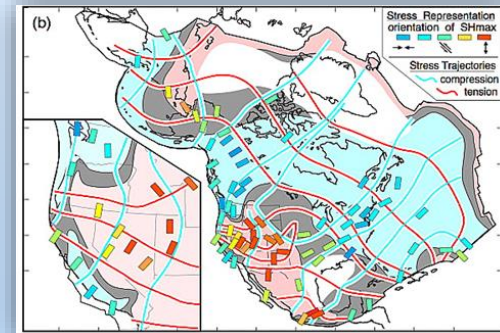 (b)
Stress Representation
orientation of SHmax
Stress Trajectories
compression
tension